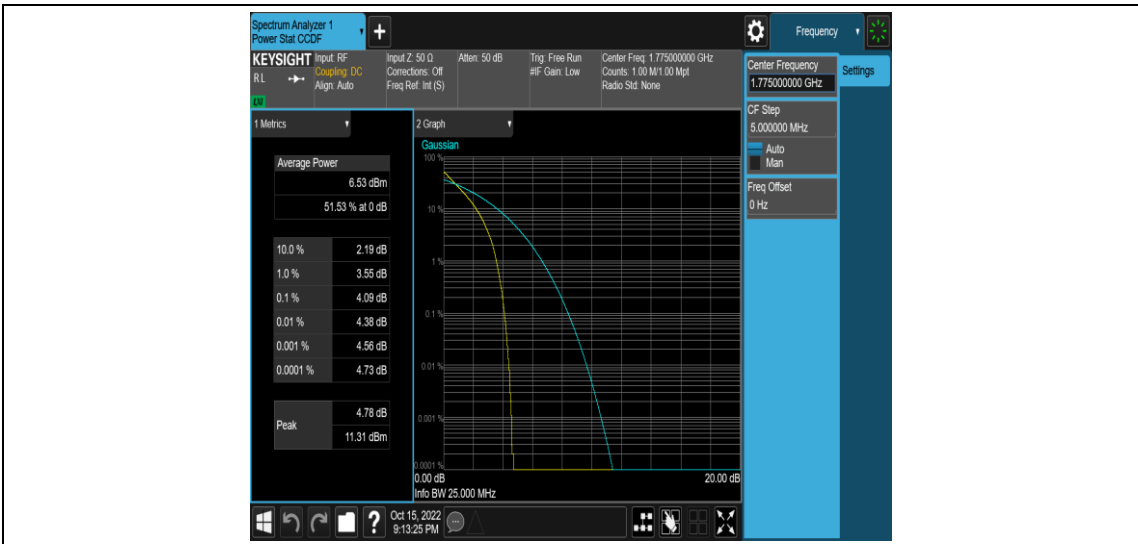 Spectrum Analyzer 1
Power Stat CCDF
+
Frequency
KEYSIGHT
RL
LXI
Input: RF
Coupling: DC
Align: Auto
Input Z: 50 Ω
Corrections: Off
Freq Ref: Int (S)
Atten: 50 dB
Trig: Free Run
#IF Gain: Low
Center Freq: 1.775000000 GHz
Counts: 1.00 M/1.00 Mpt
Radio Std: None
Center Frequency
1.775000000 GHz
Settings
CF Step
5.000000 MHz
Auto
Man
Freq Offset
0 Hz
1 Metrics
Average Power
6.53 dBm
51.53 % at 0 dB
10.0 % 2.19 dB
1.0 % 3.55 dB
0.1 % 4.09 dB
0.01 % 4.38 dB
0.001 % 4.56 dB
0.0001 % 4.73 dB
Peak
4.78 dB
11.31 dBm
2 Graph
Gaussian
100 %
10 %
1 %
0.1 %
0.01 %
0.001 %
0.0001 %
0.00 dB 20.00 dB
Info BW 25.000 MHz
?
Oct 15, 2022
9:13:25 PM